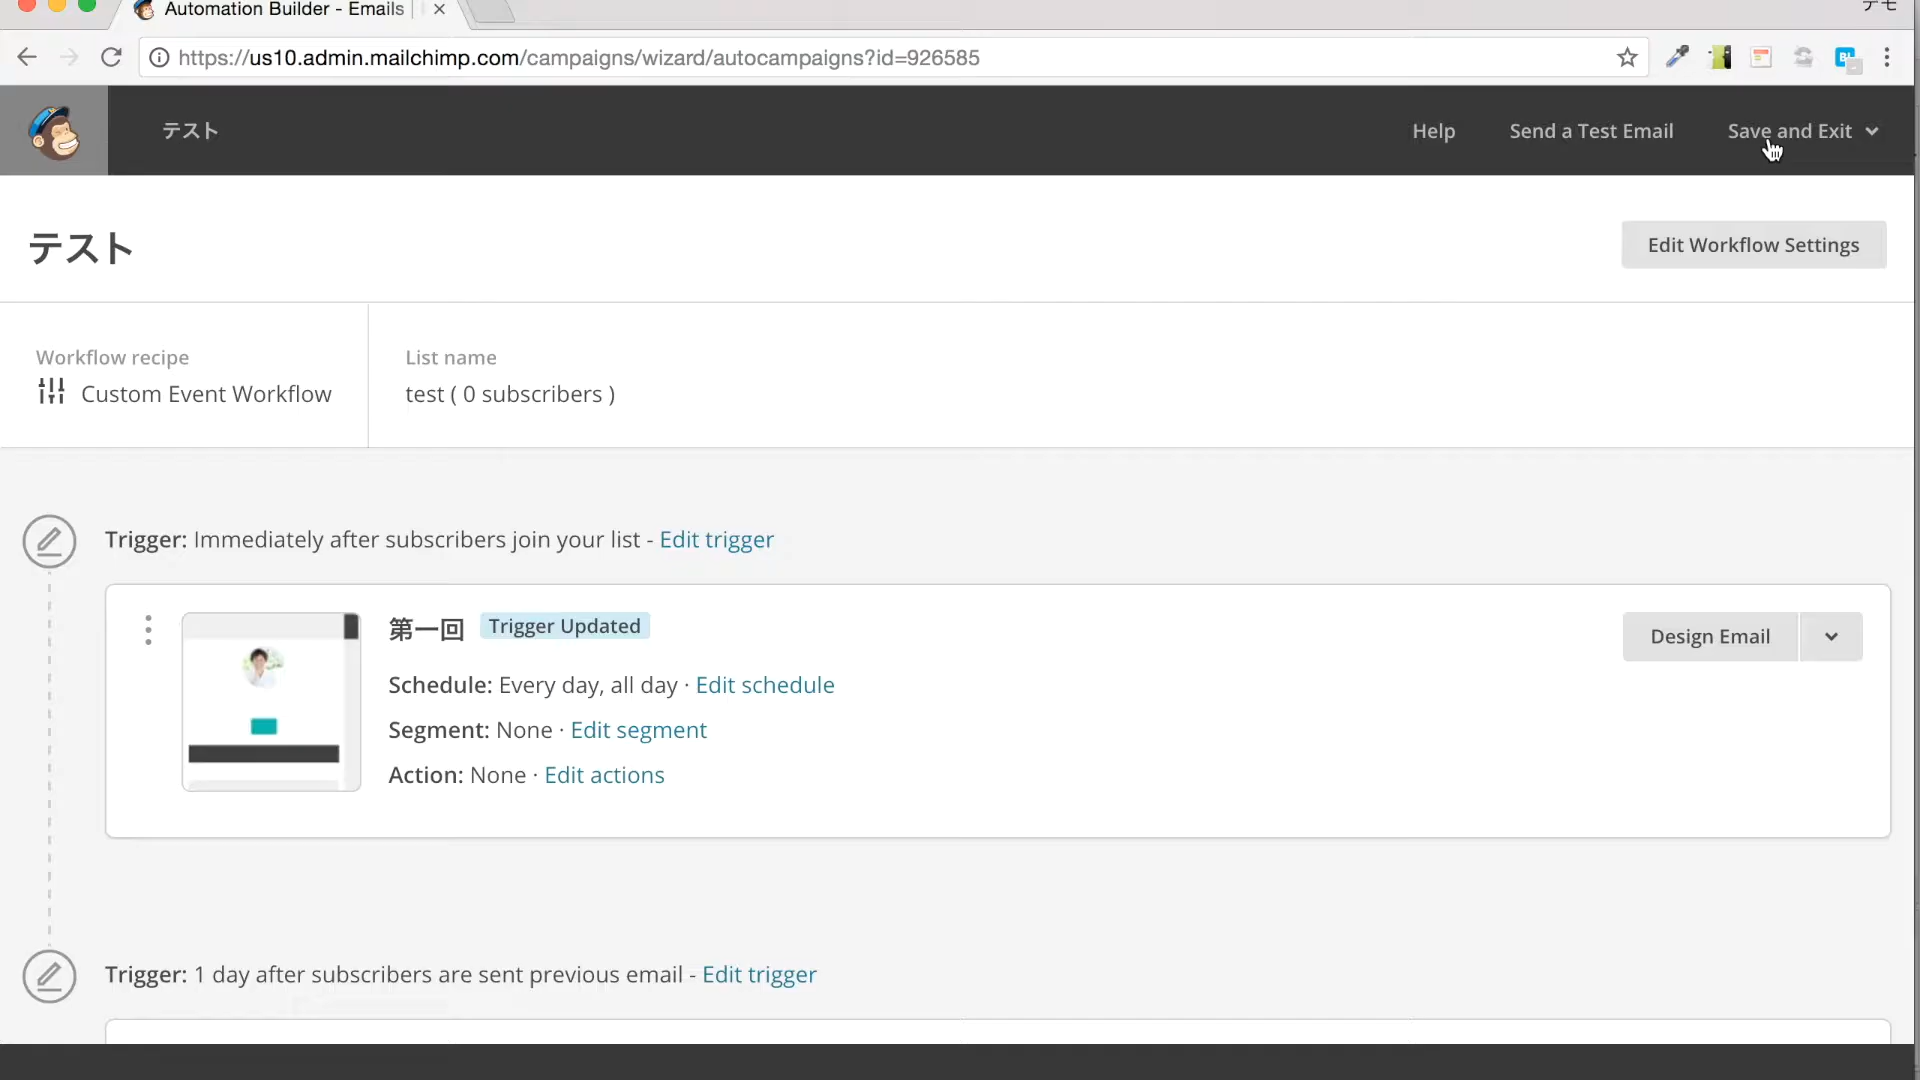 Automation Builder - Emails
デモ
https://us10.admin.mailchimp.com/campaigns/wizard/autocampaigns?id=926585
テスト
Help
Send a Test Email
Save and Exit
テスト
Edit Workflow Settings
Workflow recipe
Custom Event Workflow
List name
test ( 0 subscribers )
Trigger: Immediately after subscribers join your list - Edit trigger
第一回 Trigger Updated
Design Email
Schedule: Every day, all day · Edit schedule
Segment: None · Edit segment
Action: None · Edit actions
Trigger: 1 day after subscribers are sent previous email - Edit trigger